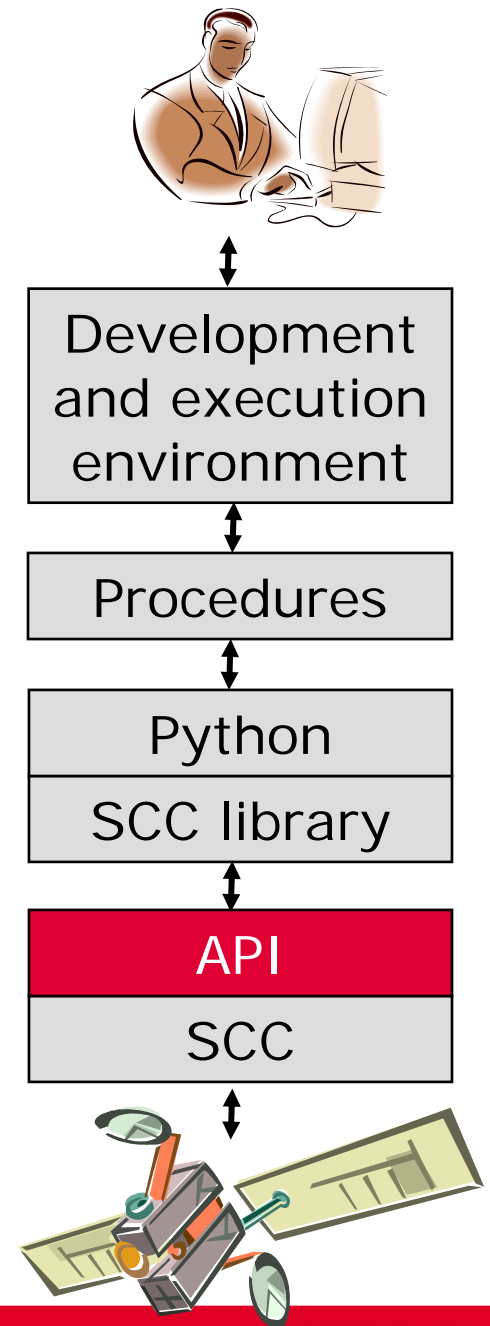 Development
and execution
environment
Procedures
Python
SCC library
API
SCC